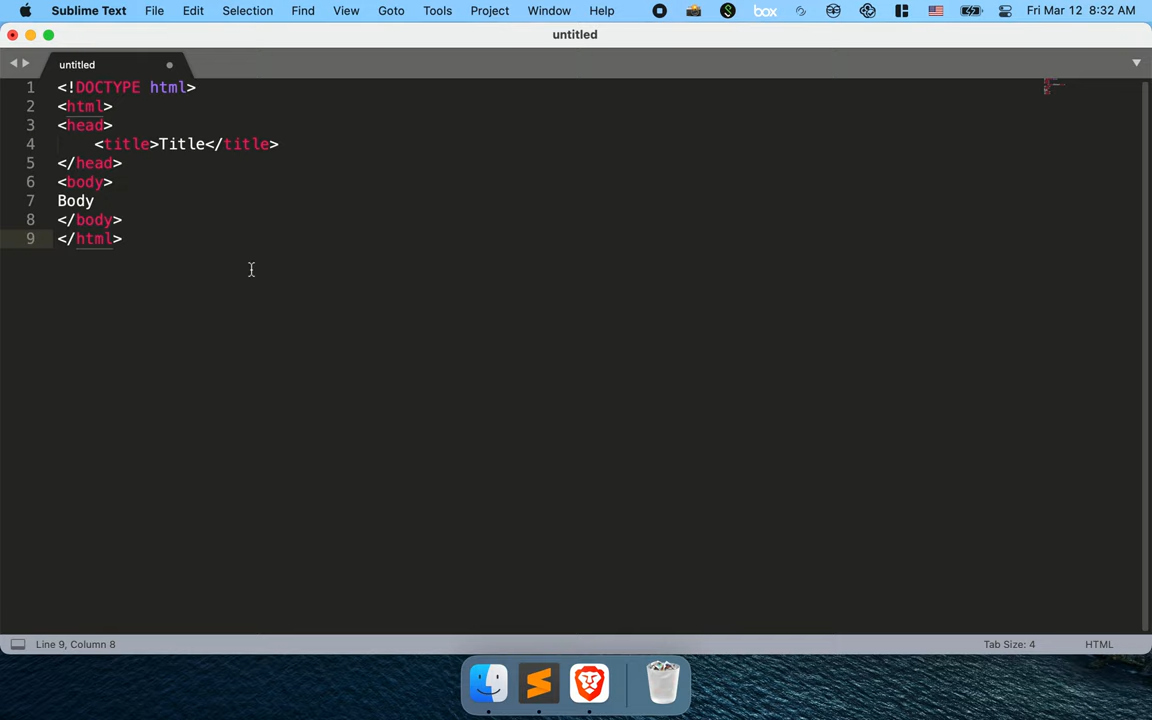 Sublime Text File Edit Selection Find View Goto Tools Project Window Help box Fri Mar 12 8:32 AM
untitled
untitled
1 <!DOCTYPE html>
2 <html>
3 <head>
4 <title>Title</title>
5 </head>
6 <body>
7 Body
8 </body>
9 </html>
Line 9, Column 8 Tab Size: 4 HTML